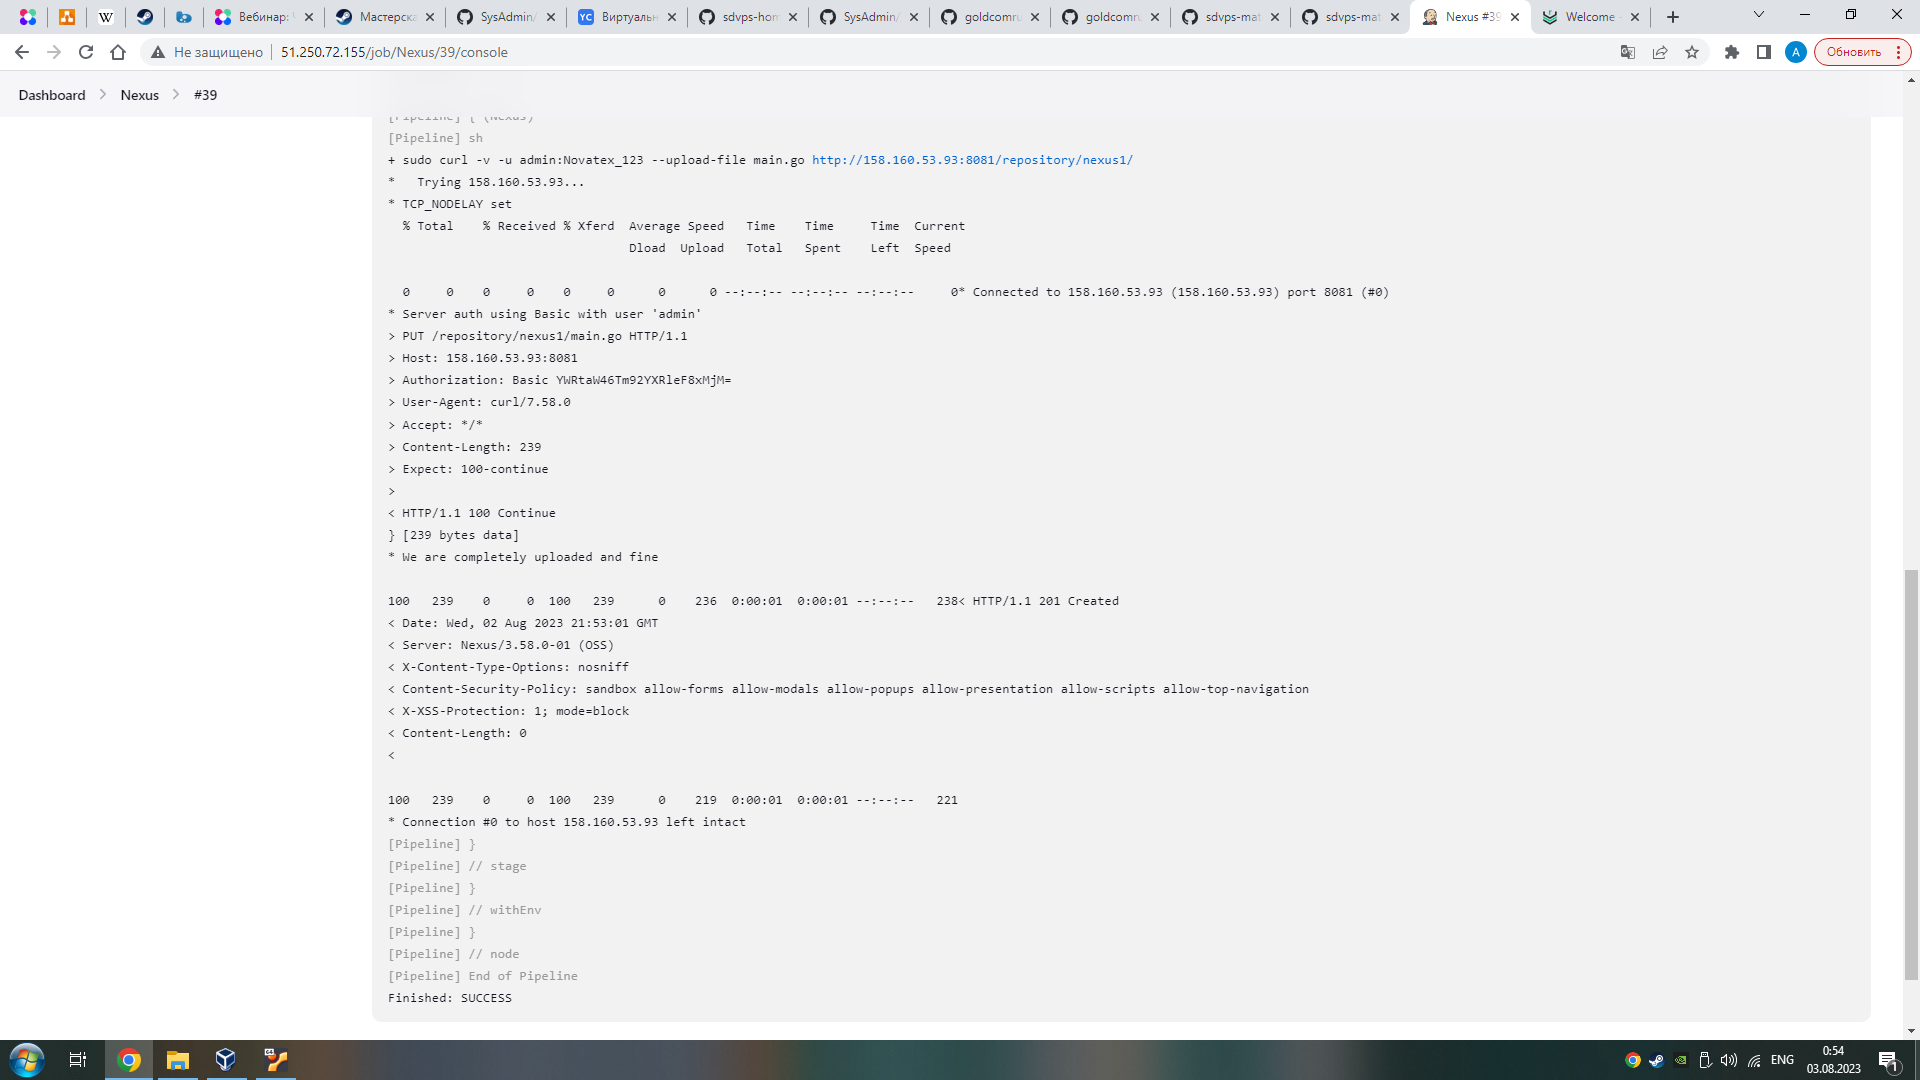 Вебинар:
Мастерска
SysAdmin/
Виртуальн
sdvps-hom
SysAdmin/
goldcomru
goldcomru
sdvps-mat
sdvps-mat
Nexus #39
Welcome
Не защищено
51.250.72.155/job/Nexus/39/console
A
Обновить
Dashboard
Nexus
#39
[Pipeline] { (Nexus)
[Pipeline] sh
+ sudo curl -v -u admin:Novatex_123 --upload-file main.go http://158.160.53.93:8081/repository/nexus1/
*   Trying 158.160.53.93...
* TCP_NODELAY set
% Total    % Received % Xferd  Average Speed   Time    Time     Time  Current
Dload  Upload   Total   Spent    Left  Speed
0     0    0     0    0     0      0      0 --:--:-- --:--:-- --:--:--     0* Connected to 158.160.53.93 (158.160.53.93) port 8081 (#0)
* Server auth using Basic with user 'admin'
> PUT /repository/nexus1/main.go HTTP/1.1
> Host: 158.160.53.93:8081
> Authorization: Basic YWRtaW46Tm92YXRleF8xMjM=
> User-Agent: curl/7.58.0
> Accept: */*
> Content-Length: 239
> Expect: 100-continue
>
< HTTP/1.1 100 Continue
} [239 bytes data]
* We are completely uploaded and fine
100   239    0     0  100   239      0    236  0:00:01  0:00:01 --:--:--   238< HTTP/1.1 201 Created
< Date: Wed, 02 Aug 2023 21:53:01 GMT
< Server: Nexus/3.58.0-01 (OSS)
< X-Content-Type-Options: nosniff
< Content-Security-Policy: sandbox allow-forms allow-modals allow-popups allow-presentation allow-scripts allow-top-navigation
< X-XSS-Protection: 1; mode=block
< Content-Length: 0
<
100   239    0     0  100   239      0    219  0:00:01  0:00:01 --:--:--   221
* Connection #0 to host 158.160.53.93 left intact
[Pipeline] }
[Pipeline] // stage
[Pipeline] }
[Pipeline] // withEnv
[Pipeline] }
[Pipeline] // node
[Pipeline] End of Pipeline
Finished: SUCCESS
ENG
0:54
03.08.2023
1